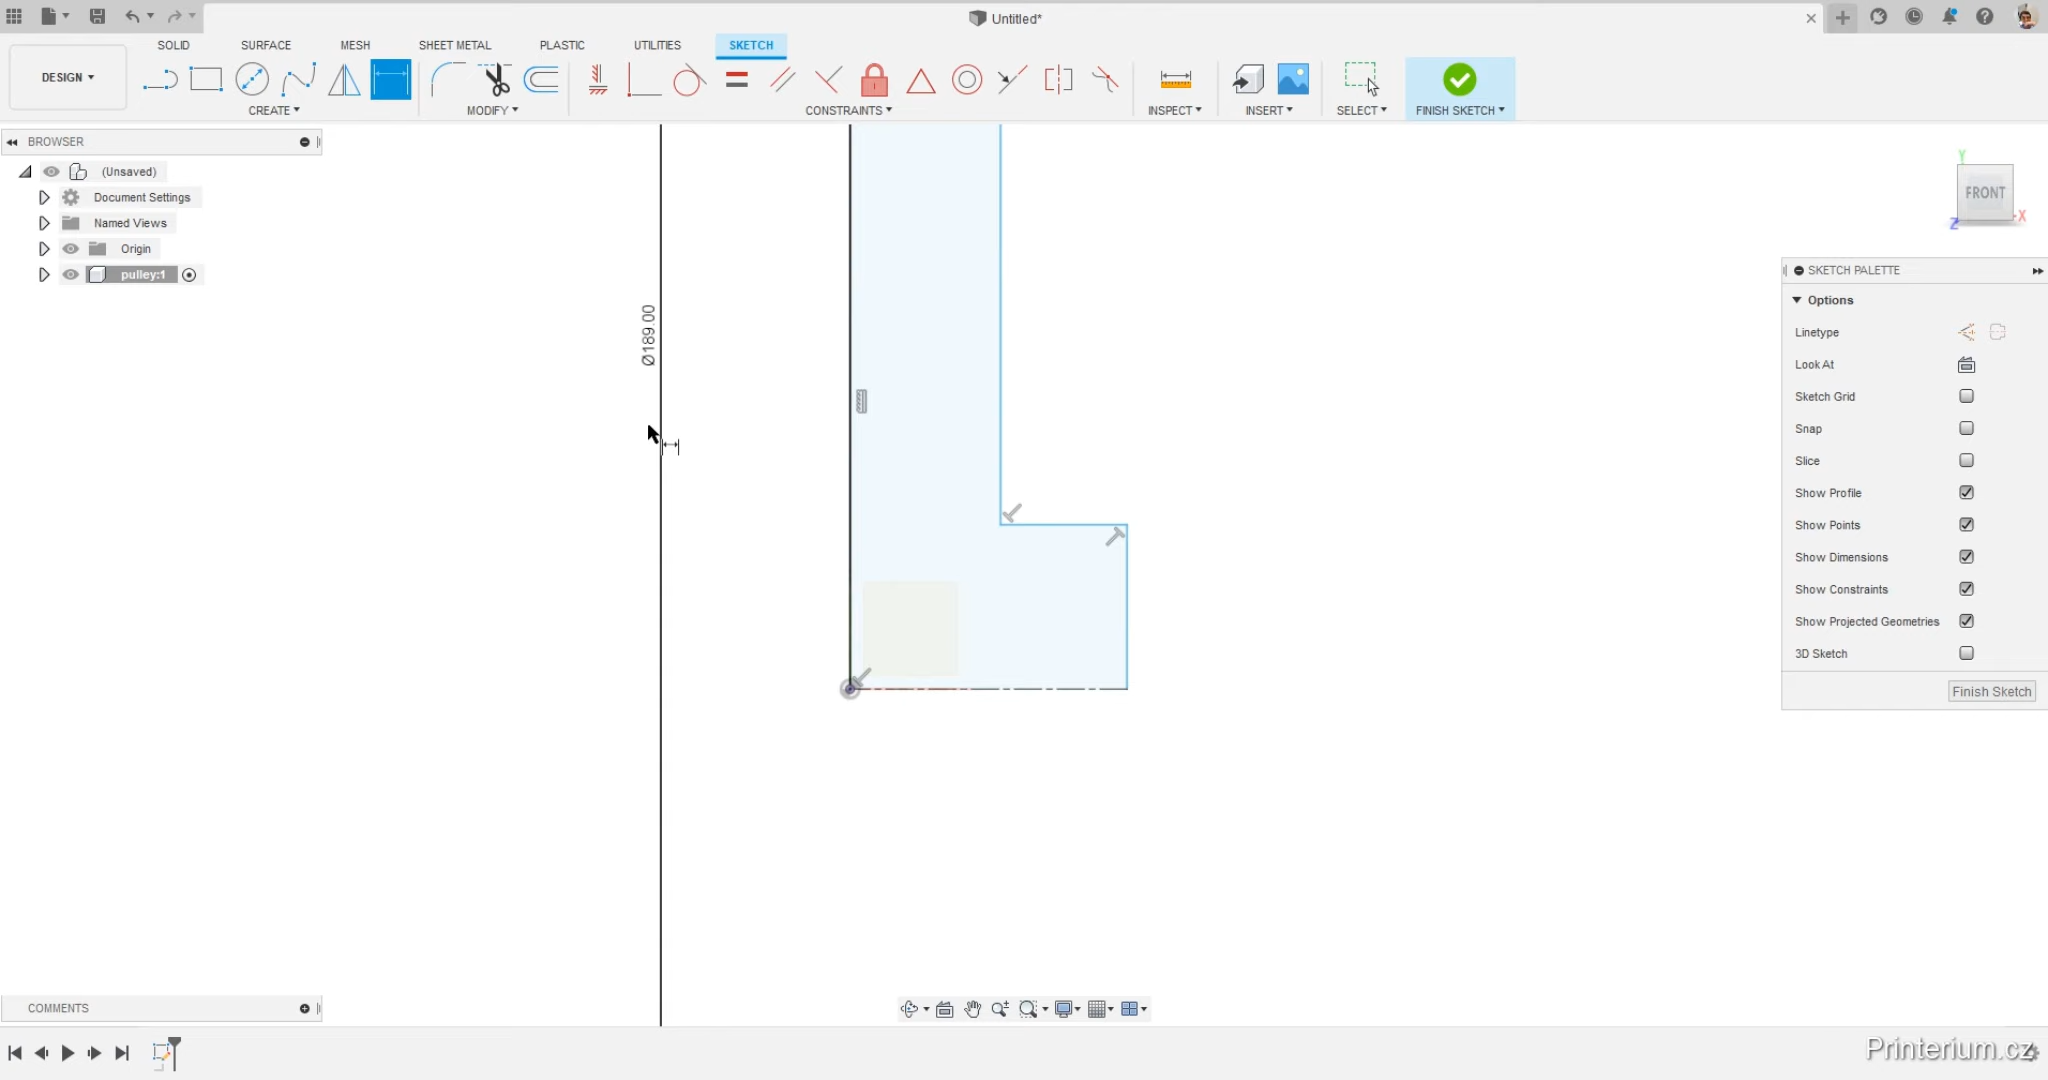 Untitled*
SOLID SURFACE MESH SHEET METAL PLASTIC UTILITIES SKETCH
DESIGN
CREATE MODIFY CONSTRAINTS INSPECT INSERT SELECT FINISH SKETCH
BROWSER
(Unsaved)
Document Settings
Named Views
Origin
pulley:1
Ø189.00
Y
FRONT
Z
X
SKETCH PALETTE
Options
Linetype
Look At
Sketch Grid
Snap
Slice
Show Profile
Show Points
Show Dimensions
Show Constraints
Show Projected Geometries
3D Sketch
Finish Sketch
COMMENTS
Printerium.cz